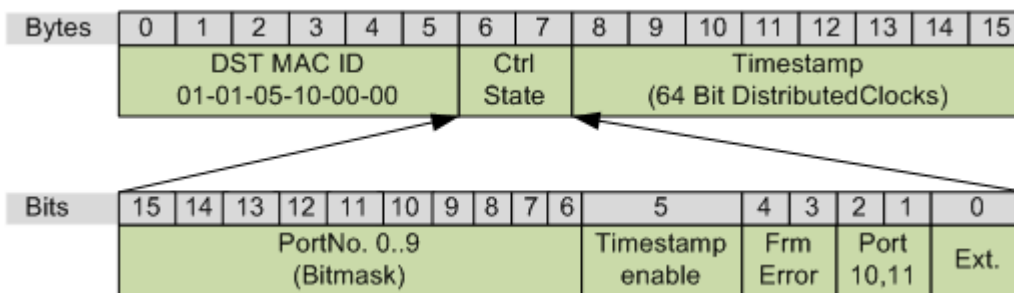 Bytes 0 1 2 3 4 5 6 7 8 9 10 11 12 13 14 15
DST MAC ID Ctrl Timestamp
01-01-05-10-00-00 State (64 Bit DistributedClocks)
Bits 15 14 13 12 11 10 9 8 7 6 5 4 3 2 1 0
PortNo. 0..9 Timestamp Frm Port Ext.
(Bitmask) enable Error 10,11